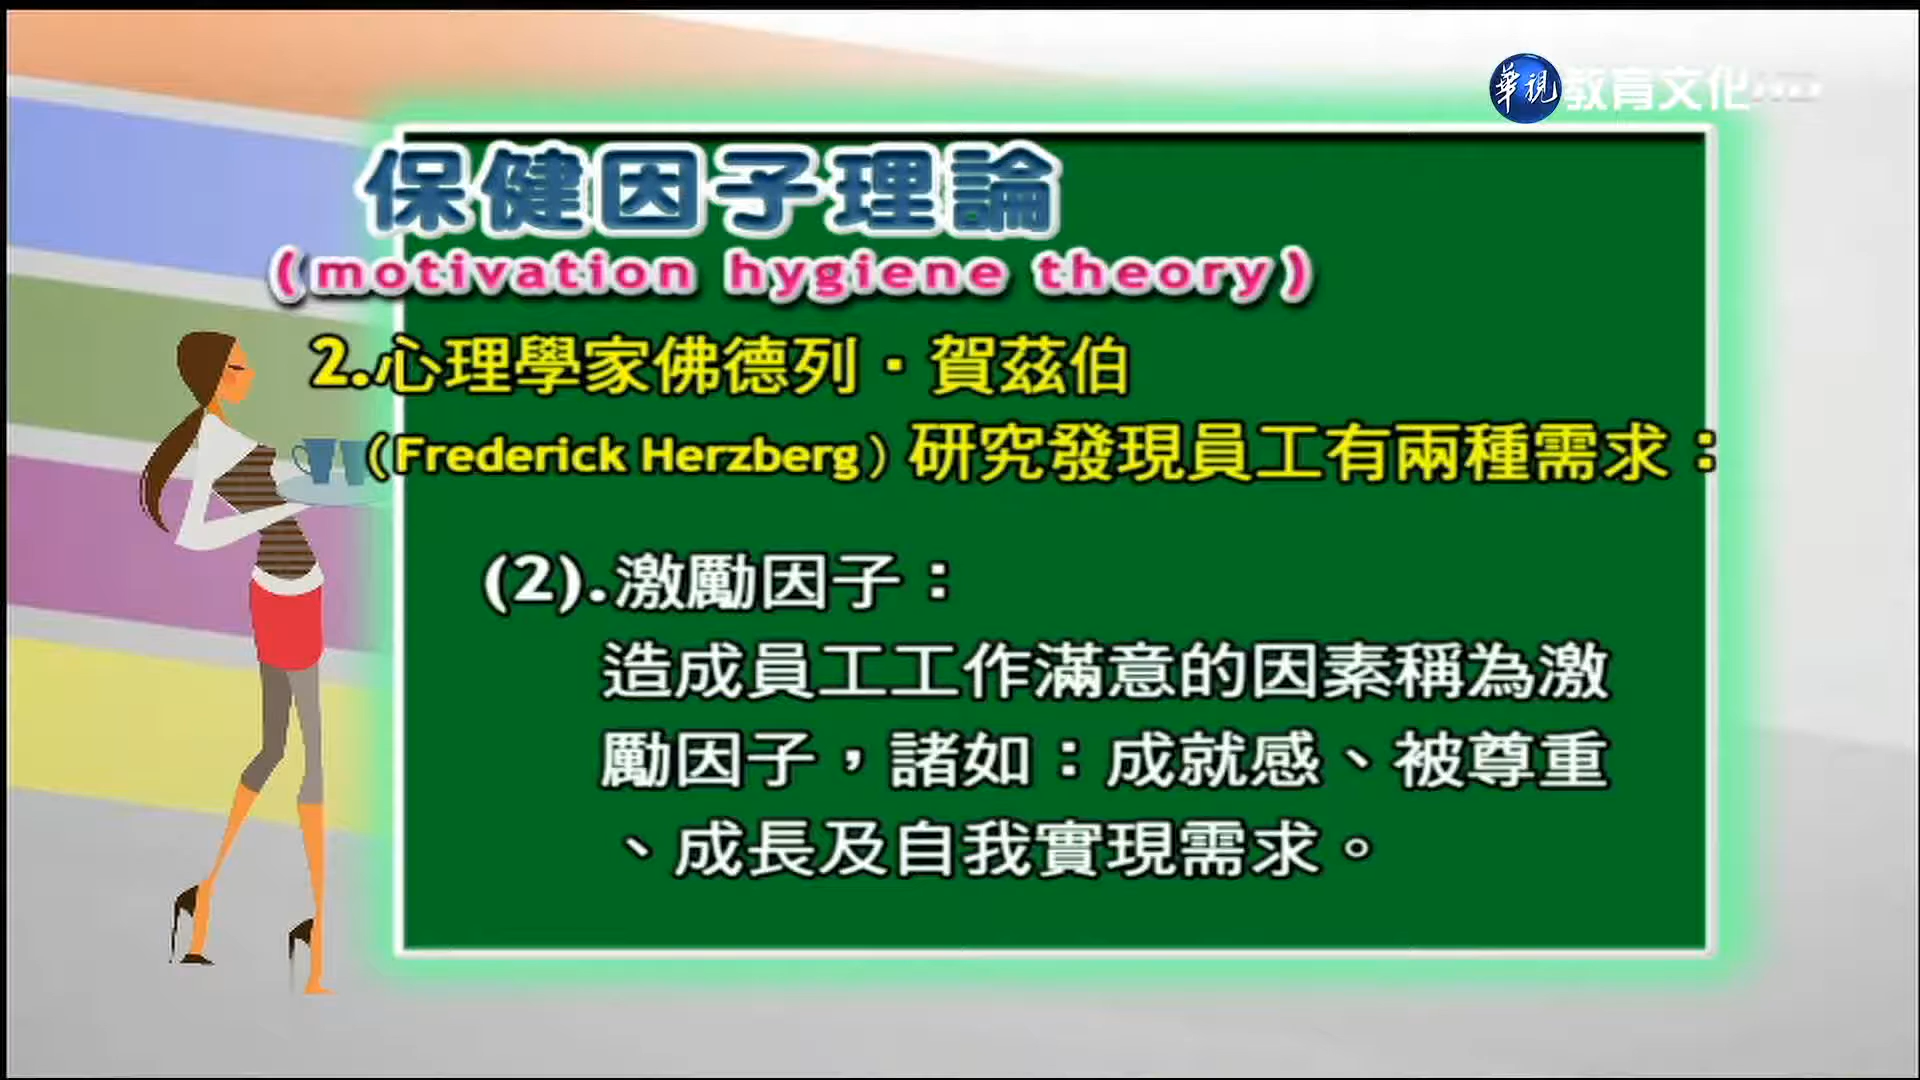 華視 教育文化HD
保健因子理論
(motivation hygiene theory)
2.心理學家佛德列・賀茲伯
（Frederick Herzberg）研究發現員工有兩種需求：
(2).激勵因子：
造成員工工作滿意的因素稱為激
勵因子，諸如：成就感、被尊重
、成長及自我實現需求。